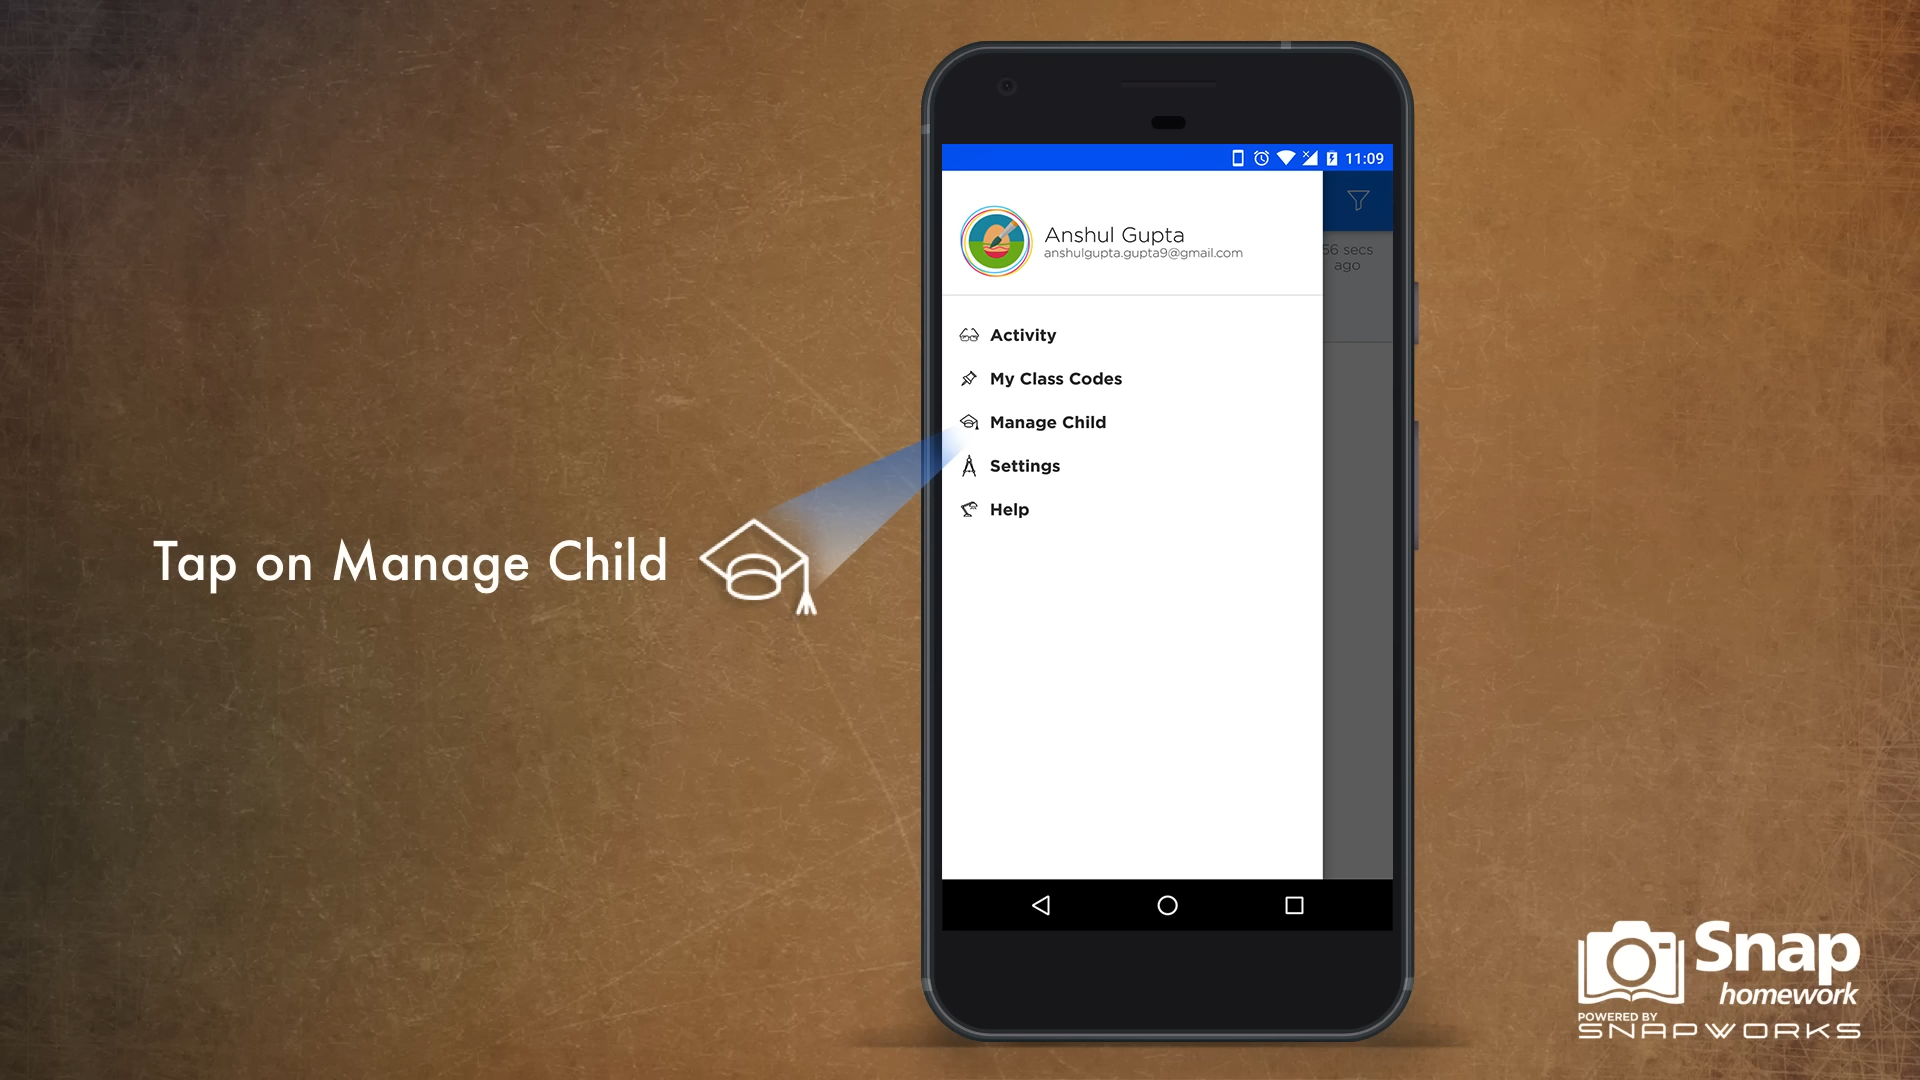 11:09
Anshul Gupta
anshulgupta.gupta9@gmail.com
56 secs
ago
Activity
My Class Codes
Manage Child
Settings
Help
Tap on Manage Child
Snap
homework
POWERED BY
SNAPWORKS